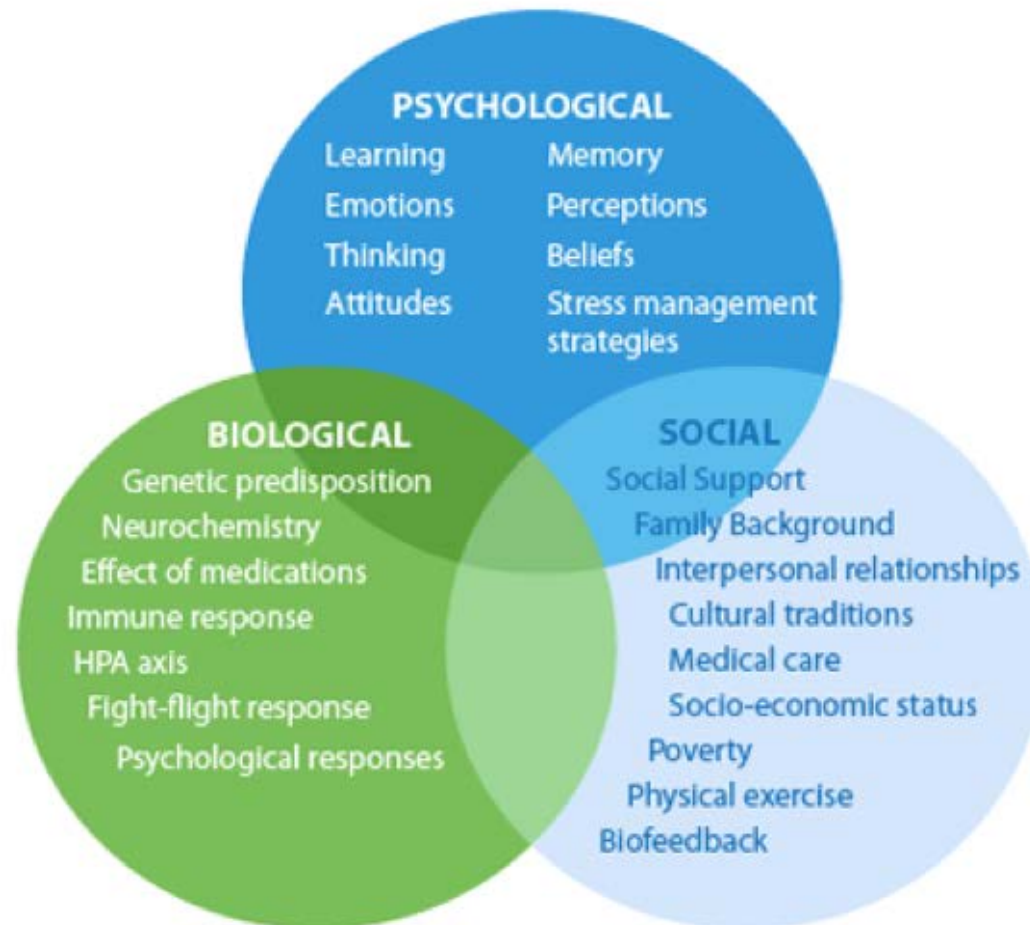 PSYCHOLOGICAL
Learning
Emotions
Thinking
Attitudes
Memory
Perceptions
Beliefs
Stress management
strategies
BIOLOGICAL
Genetic predisposition
Neurochemistry
Effect of medications
Immune response
HPA axis
Fight-flight response
Psychological responses
SOCIAL
Social Support
Family Background
Interpersonal relationships
Cultural traditions
Medical care
Socio-economic status
Poverty
Physical exercise
Biofeedback